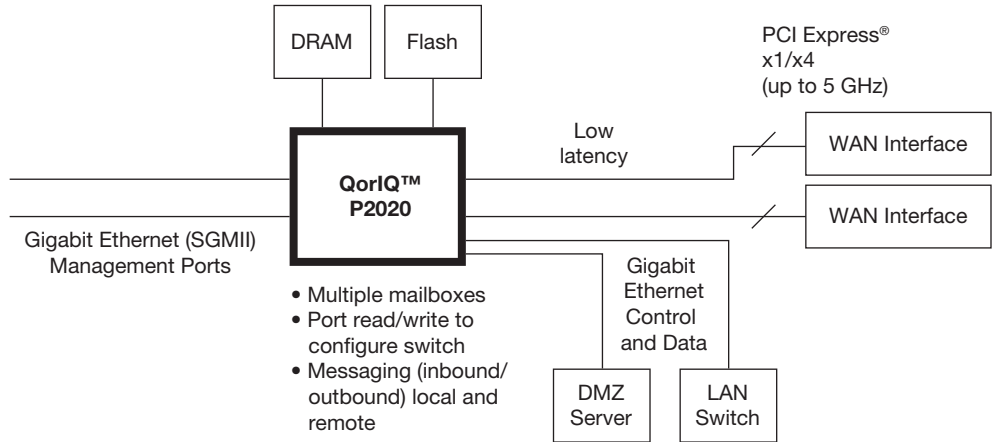 DRAM
Flash
PCI Express®
x1/x4
(up to 5 GHz)
Low
latency
WAN Interface
QorIQ™
P2020
WAN Interface
Gigabit Ethernet (SGMII)
Management Ports
Gigabit
Ethernet
Control
and Data
• Multiple mailboxes
• Port read/write to
configure switch
• Messaging (inbound/
outbound) local and
remote
DMZ
Server
LAN
Switch